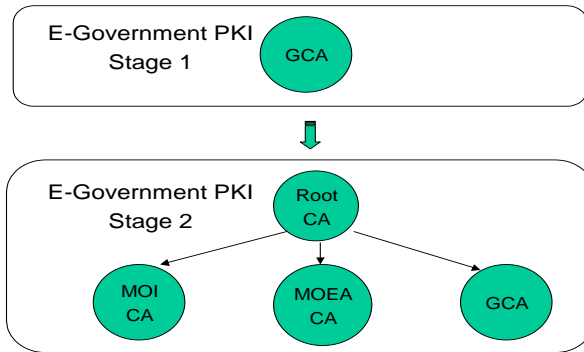 E-Government PKI
Stage 1
GCA
E-Government PKI
Stage 2
Root
CA
MOI
CA
MOEA
CA
GCA